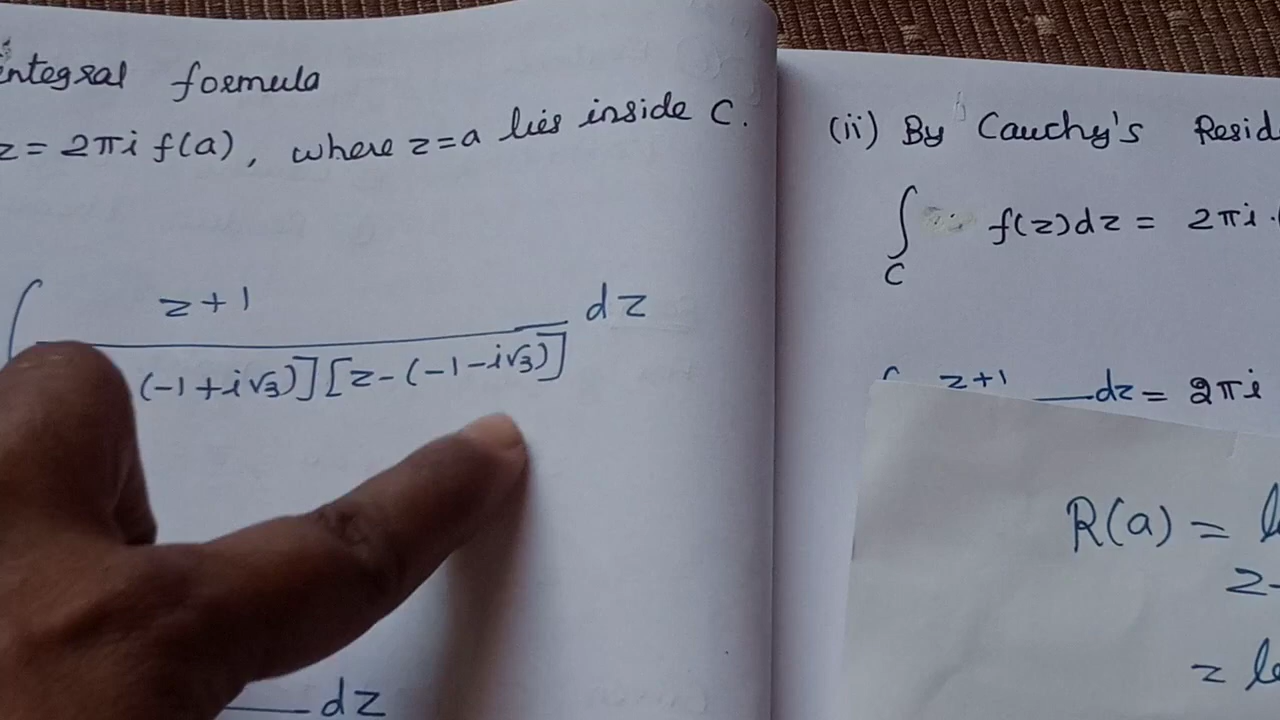 integral formula
z = 2πi f(a), where z=a lies inside C.
∫ z+1 dz
(-1+i√3)][z-(-1-i√3)]
dz
(ii) By Cauchy's
∫ f(z)dz = 2πi
C
z+1 dz = 2πi
R(a) =
z
=